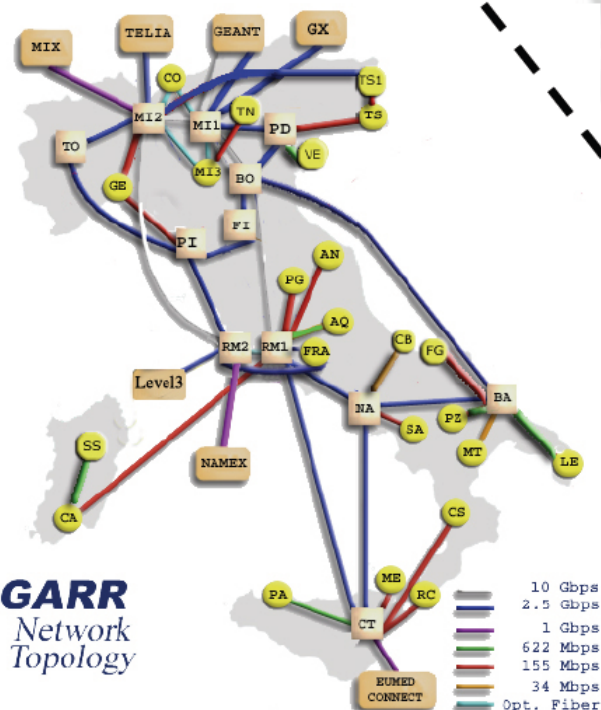 MIX
TELIA
GEANT
GX
CO
TS1
MI2
MI1
TN
PD
TS
TO
MI3
VE
GE
BO
FI
PI
AN
PG
AQ
RM2
RM1
FRA
CB
FG
Level3
NA
BA
PZ
SA
MT
LE
SS
NAMEX
CA
CS
PA
ME
RC
CT
EUMED
CONNECT
GARR
Network
Topology
10 Gbps
2.5 Gbps
1 Gbps
622 Mbps
155 Mbps
34 Mbps
Opt. Fiber